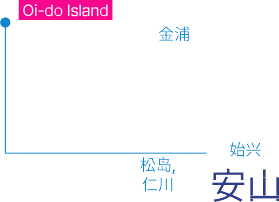 Oi-do Island
金浦
始兴
松岛,
仁川
安山